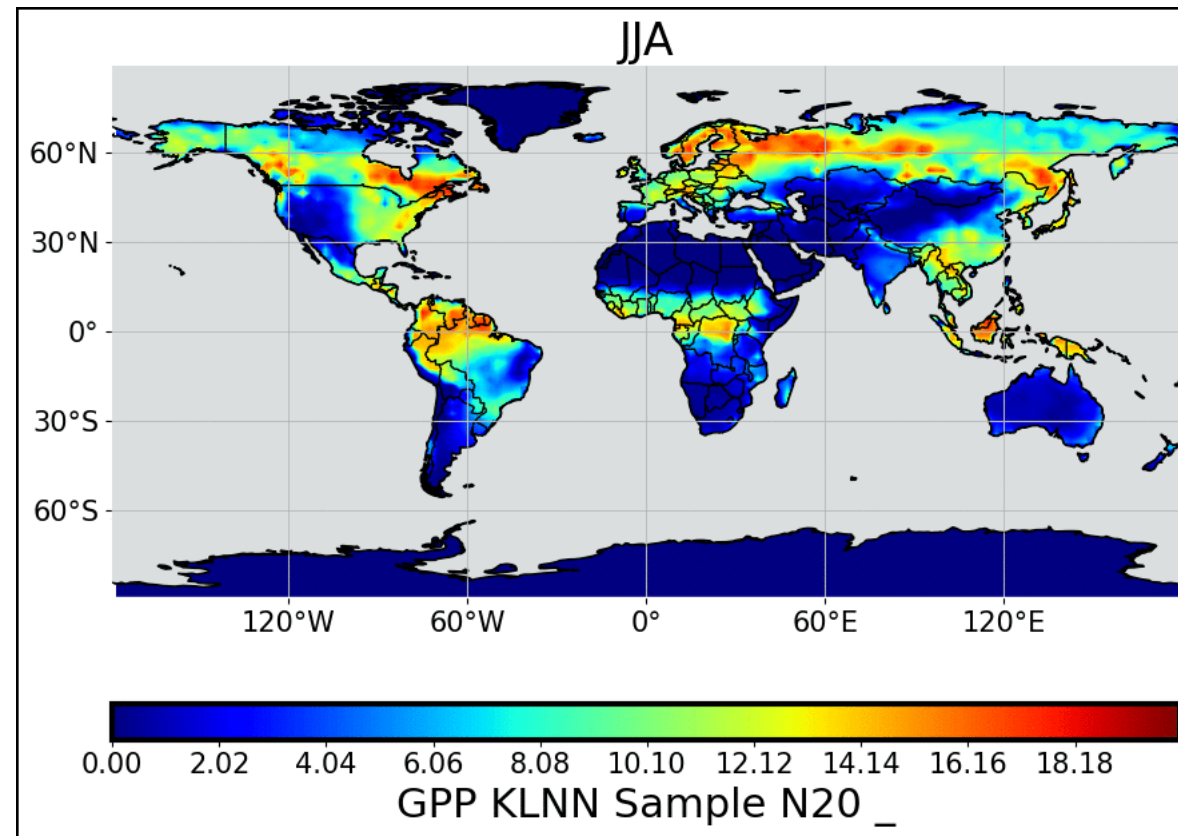 JJA
60°N
30°N
0°
30°S
60°S
120°W 60°W 0° 60°E 120°E
0.00 2.02 4.04 6.06 8.08 10.10 12.12 14.14 16.16 18.18
GPP KLNN Sample N20 _